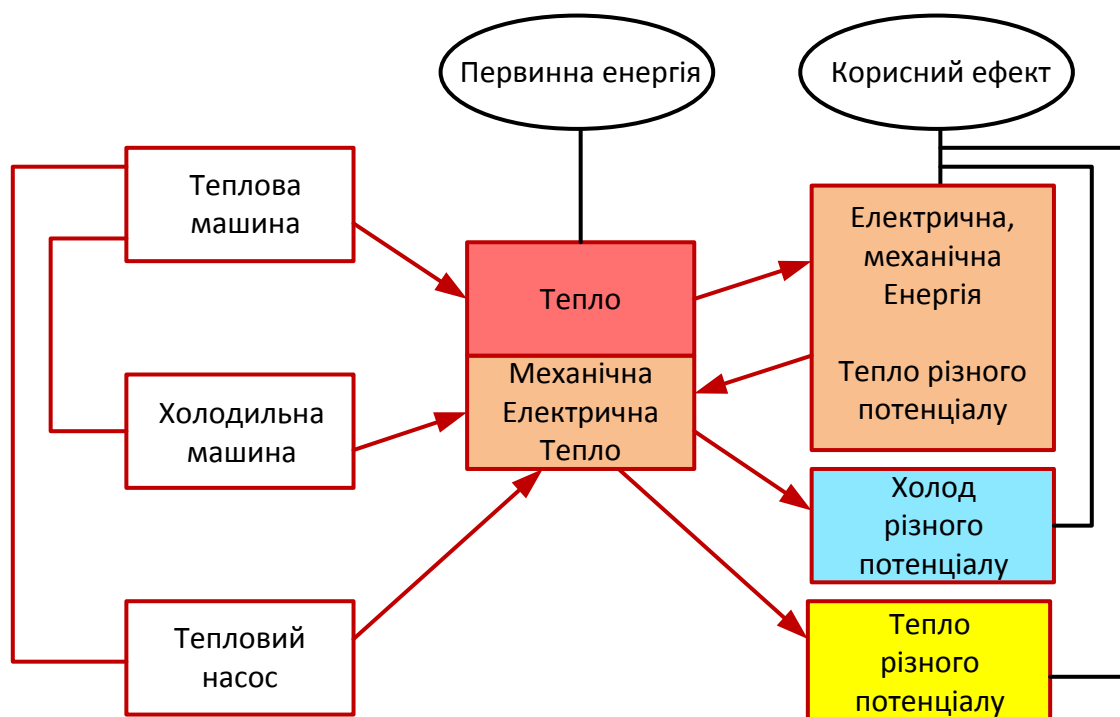 Первинна енергія
Корисний ефект
Теплова
машина
Холодильна
машина
Тепловий
насос
Тепло
Механічна
Електрична
Тепло
Електрична,
механічна
Енергія
Тепло різного
потенціалу
Холод
різного
потенціалу
Тепло
різного
потенціалу